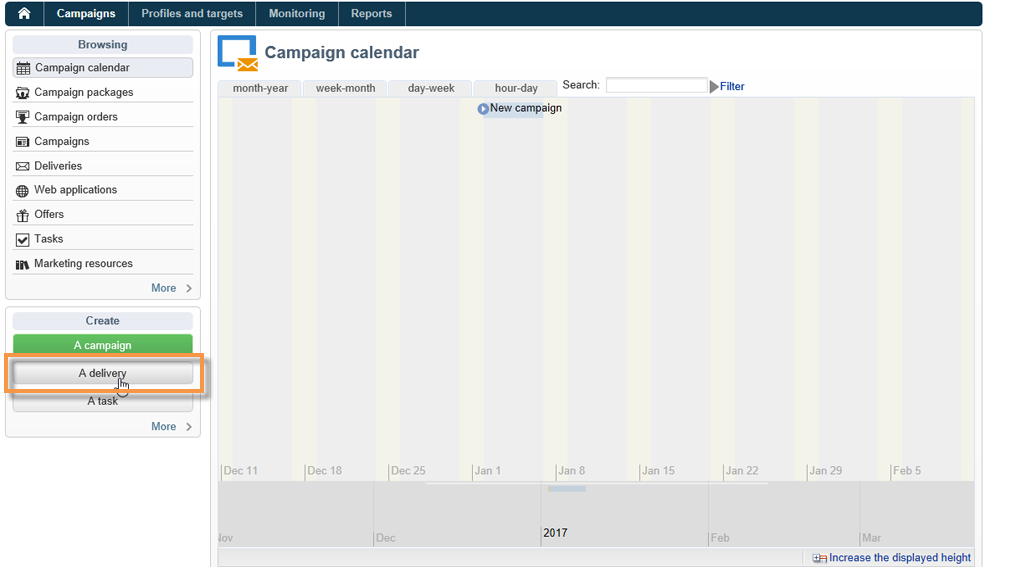 Campaigns Profiles and targets Monitoring Reports
Browsing
Campaign calendar
Campaign packages
Campaign orders
Campaigns
Deliveries
Web applications
Offers
Tasks
Marketing resources
More
Create
A campaign
A delivery
A task
More
Campaign calendar
month-year week-month day-week hour-day Search: Filter
New campaign
Dec 11 Dec 18 Dec 25 Jan 1 Jan 8 Jan 15 Jan 22 Jan 29 Feb 5
2017
Nov Dec Feb Mar
Increase the displayed height